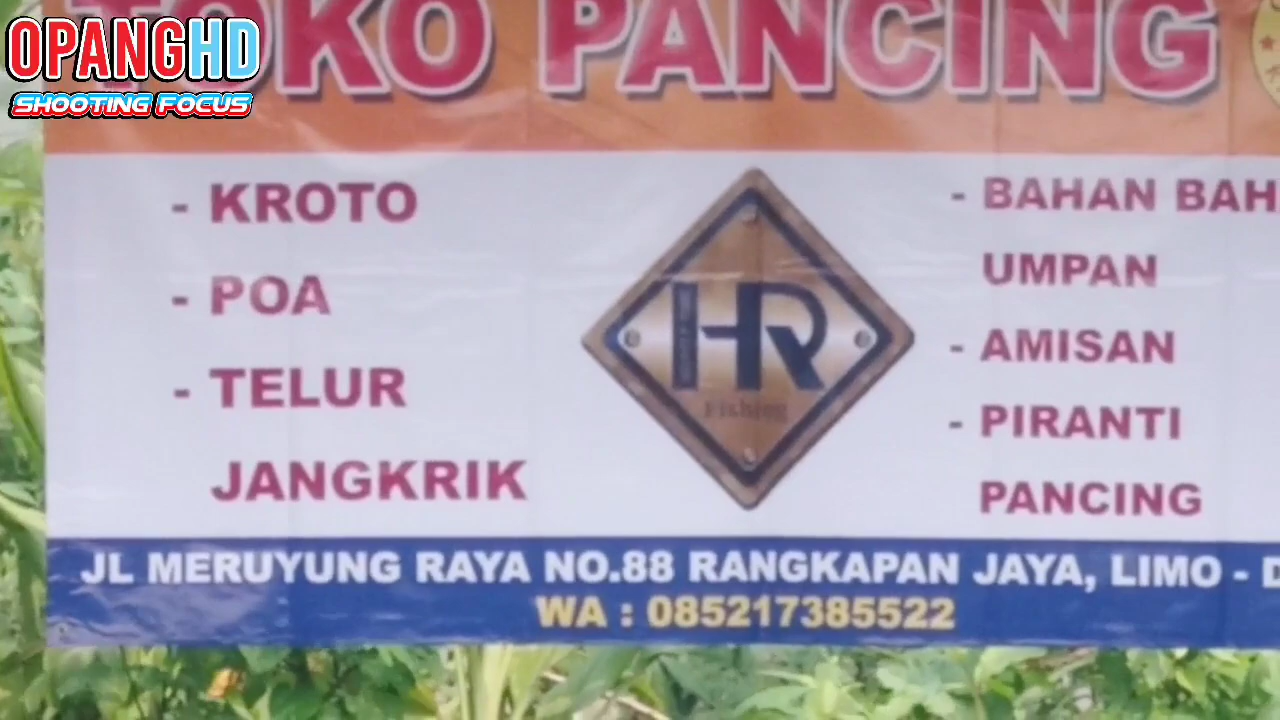 OPANGHD
SHOOTING FOCUS
TOKO PANCING
- KROTO
- POA
- TELUR
JANGKRIK
HR
Fishing
- BAHAN BAH
UMPAN
- AMISAN
- PIRANTI
PANCING
JL MERUYUNG RAYA NO.88 RANGKAPAN JAYA, LIMO - D
WA : 085217385522